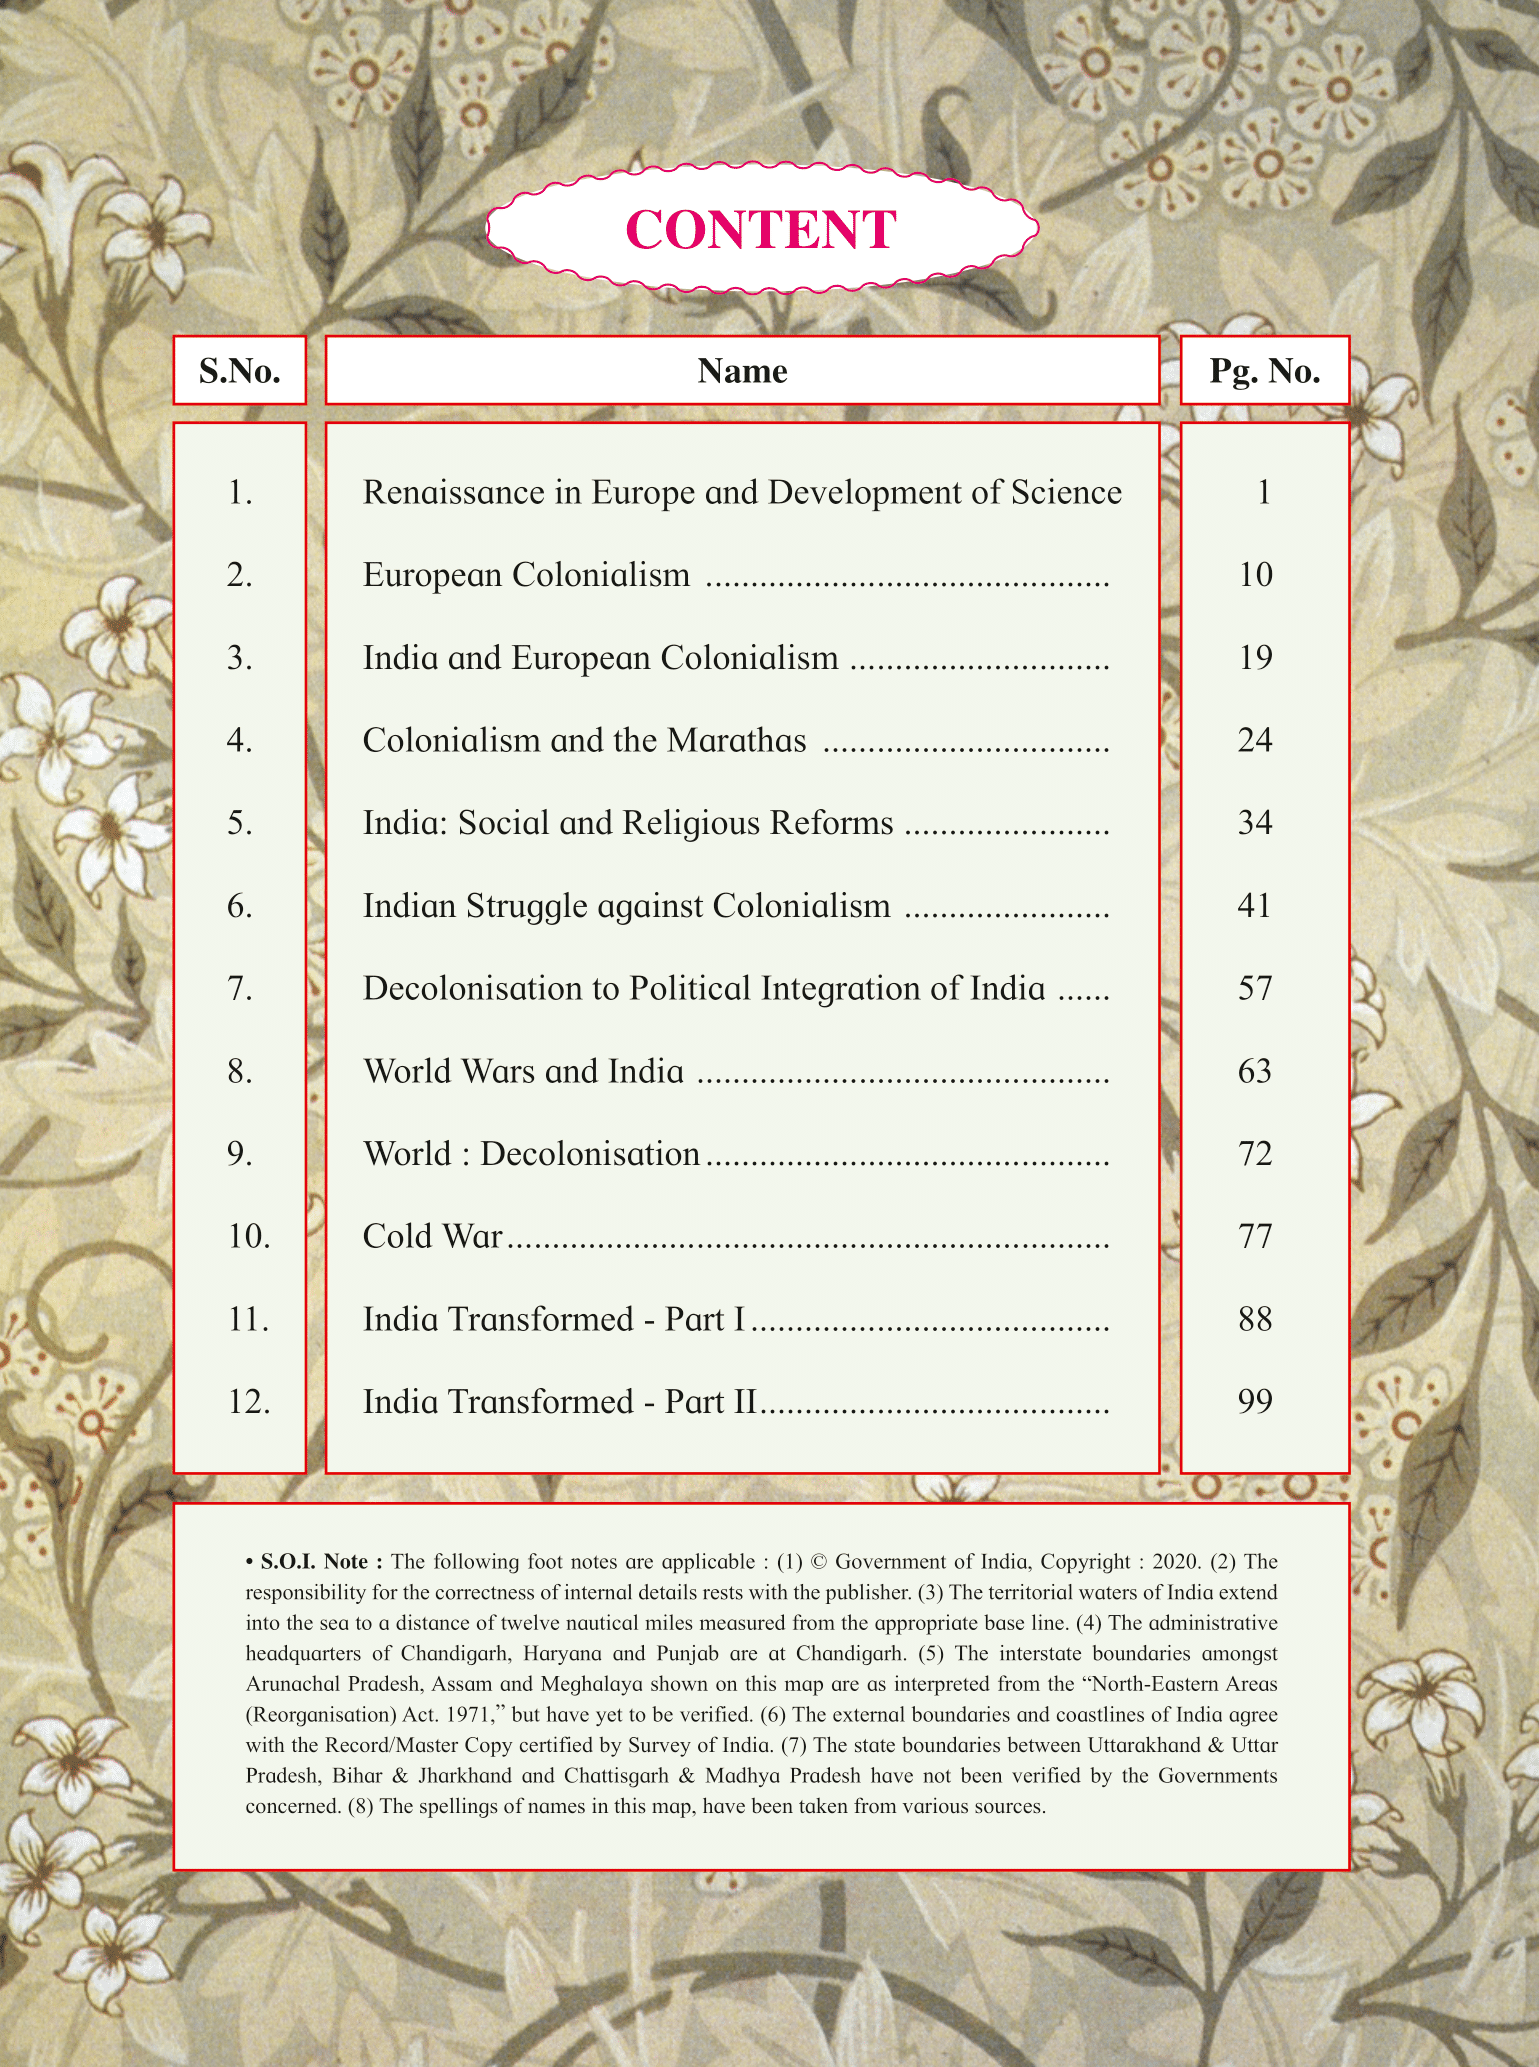 CONTENT
S.No. Name Pg. No.
1. Renaissance in Europe and Development of Science 1
2. European Colonialism ............................................. 10
3. India and European Colonialism ............................. 19
4. Colonialism and the Marathas ................................ 24
5. India: Social and Religious Reforms ....................... 34
6. Indian Struggle against Colonialism ....................... 41
7. Decolonisation to Political Integration of India ...... 57
8. World Wars and India .............................................. 63
9. World : Decolonisation............................................. 72
10. Cold War................................................................... 77
11. India Transformed - Part I........................................ 88
12. India Transformed - Part II....................................... 99
• S.O.I. Note : The following foot notes are applicable : (1) © Government of India, Copyright : 2020. (2) The
responsibility for the correctness of internal details rests with the publisher. (3) The territorial waters of India extend
into the sea to a distance of twelve nautical miles measured from the appropriate base line. (4) The administrative
headquarters of Chandigarh, Haryana and Punjab are at Chandigarh. (5) The interstate boundaries amongst
Arunachal Pradesh, Assam and Meghalaya shown on this map are as interpreted from the “North-Eastern Areas
(Reorganisation) Act. 1971,” but have yet to be verified. (6) The external boundaries and coastlines of India agree
with the Record/Master Copy certified by Survey of India. (7) The state boundaries between Uttarakhand & Uttar
Pradesh, Bihar & Jharkhand and Chattisgarh & Madhya Pradesh have not been verified by the Governments
concerned. (8) The spellings of names in this map, have been taken from various sources.